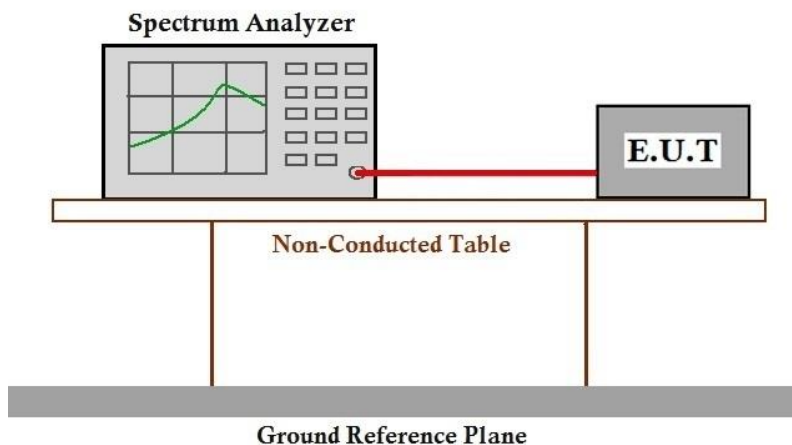 Spectrum Analyzer
E.U.T
Non-Conducted Table
Ground Reference Plane